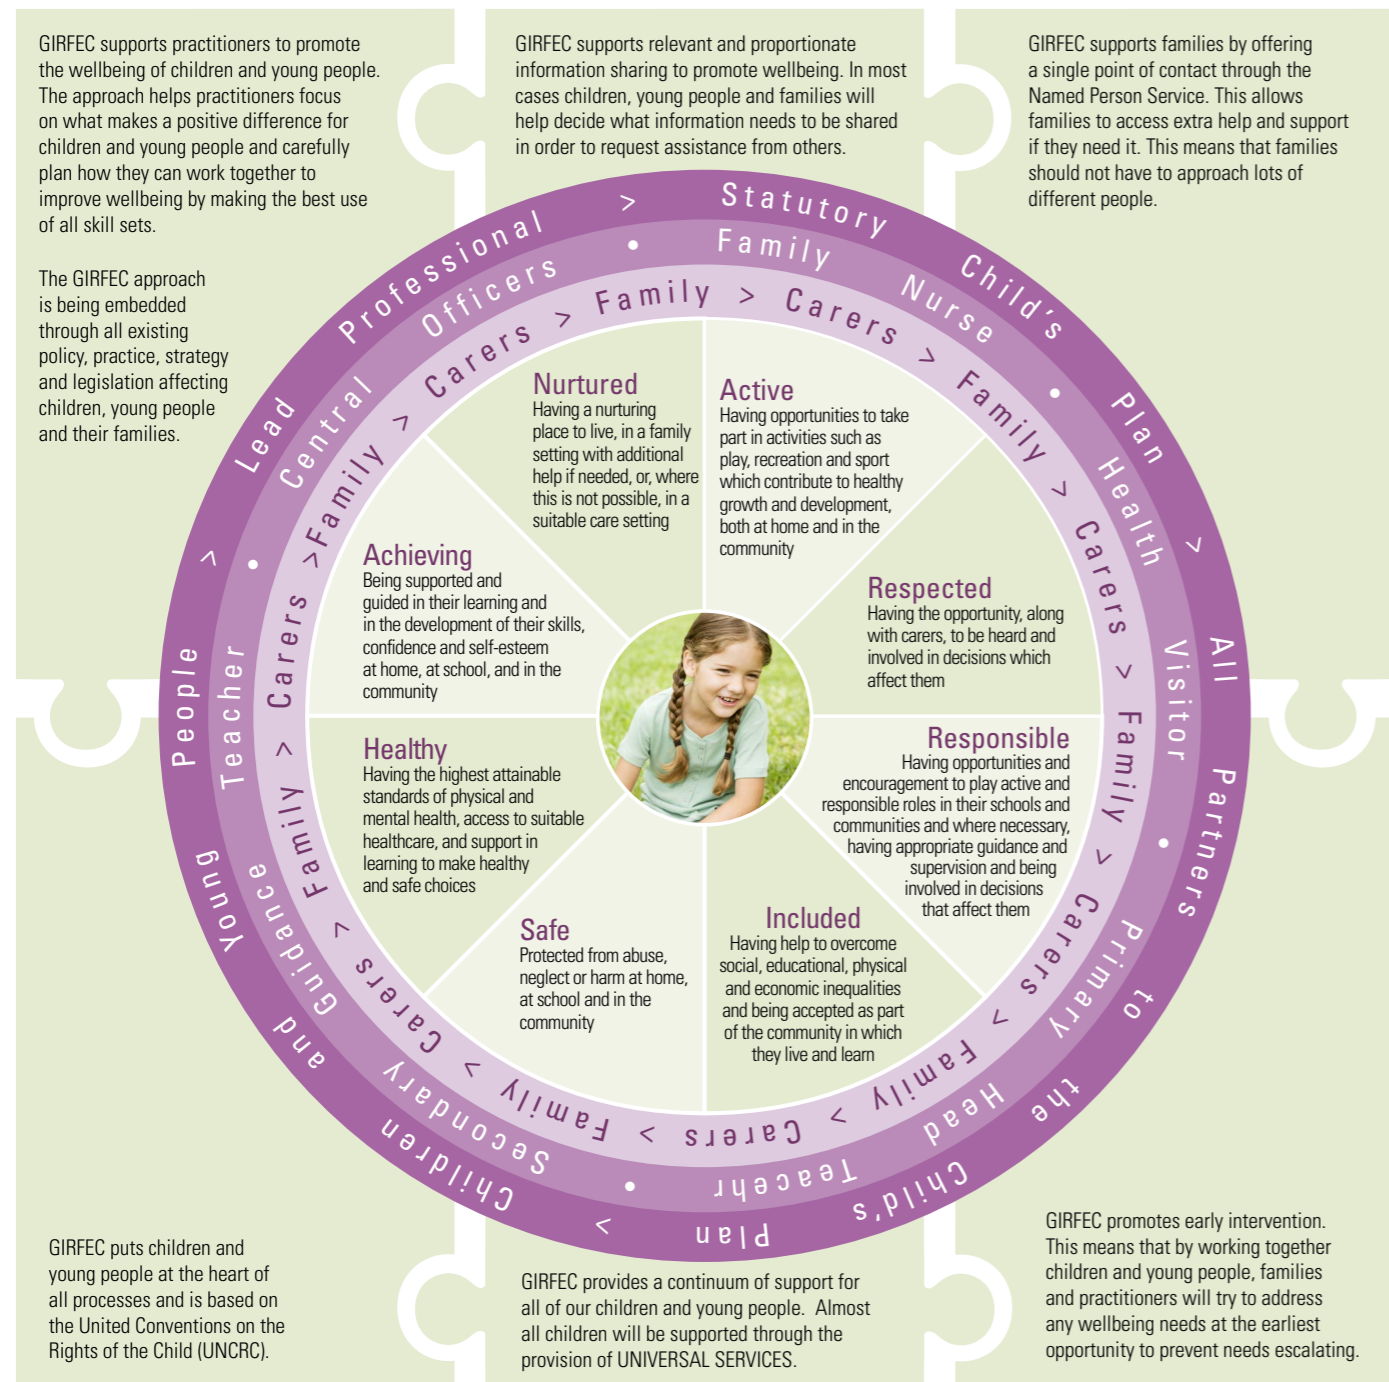 GIRFEC supports practitioners to promote
the wellbeing of children and young people.
The approach helps practitioners focus
on what makes a positive difference for
children and young people and carefully
plan how they can work together to
improve wellbeing by making the best use
of all skill sets.
The GIRFEC approach
is being embedded
through all existing
policy, practice, strategy
and legislation affecting
children, young people
and their families.
GIRFEC supports relevant and proportionate
information sharing to promote wellbeing. In most
cases children, young people and families will
help decide what information needs to be shared
in order to request assistance from others.
GIRFEC supports families by offering
a single point of contact through the
Named Person Service. This allows
families to access extra help and support
if they need it. This means that families
should not have to approach lots of
different people.
> Statutory Child's Plan > All Partners to the Child's Plan > Children and Young People > Lead Professional
• Family Nurse • Health Visitor • Primary Head Teacehr • Secondary Guidance Teacher • Central Officers
Family > Carers > Family > Carers > Family > Carers > Family > Carers > Family > Carers > Family > Carers >Family > Carers >
Nurtured
Having a nurturing
place to live, in a family
setting with additional
help if needed, or, where
this is not possible, in a
suitable care setting
Active
Having opportunities to take
part in activities such as
play, recreation and sport
which contribute to healthy
growth and development,
both at home and in the
community
Respected
Having the opportunity, along
with carers, to be heard and
involved in decisions which
affect them
Responsible
Having opportunities and
encouragement to play active and
responsible roles in their schools and
communities and where necessary,
having appropriate guidance and
supervision and being
involved in decisions
that affect them
Included
Having help to overcome
social, educational, physical
and economic inequalities
and being accepted as part
of the community in which
they live and learn
Safe
Protected from abuse,
neglect or harm at home,
at school and in the
community
Healthy
Having the highest attainable
standards of physical and
mental health, access to suitable
healthcare, and support in
learning to make healthy
and safe choices
Achieving
Being supported and
guided in their learning and
in the development of their skills,
confidence and self-esteem
at home, at school, and in the
community
GIRFEC puts children and
young people at the heart of
all processes and is based on
the United Conventions on the
Rights of the Child (UNCRC).
GIRFEC provides a continuum of support for
all of our children and young people. Almost
all children will be supported through the
provision of UNIVERSAL SERVICES.
GIRFEC promotes early intervention.
This means that by working together
children and young people, families
and practitioners will try to address
any wellbeing needs at the earliest
opportunity to prevent needs escalating.